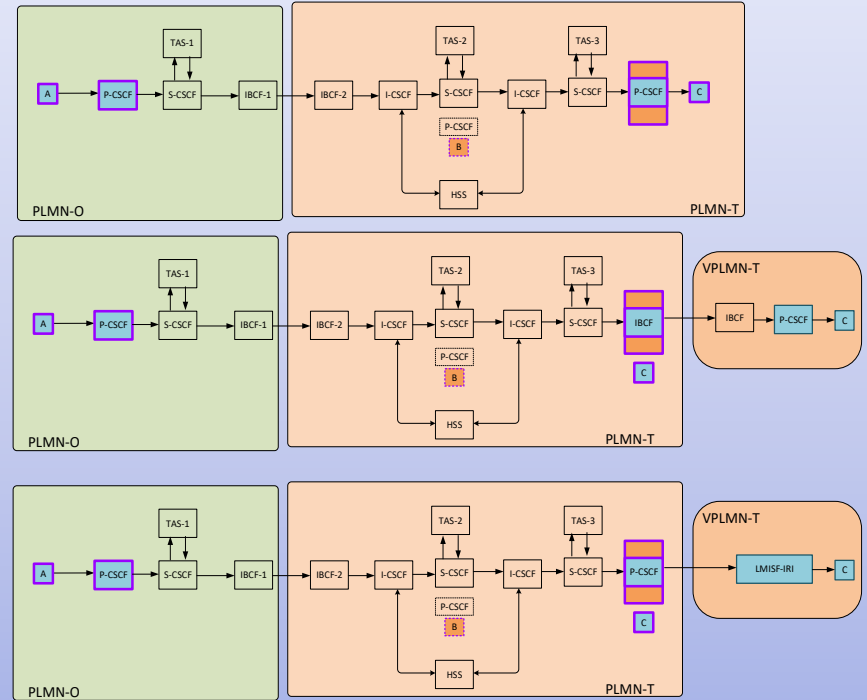 TAS-1
TAS-2
TAS-3
A
P-CSCF
S-CSCF
IBCF-1
IBCF-2
I-CSCF
S-CSCF
I-CSCF
S-CSCF
P-CSCF
C
P-CSCF
B
HSS
PLMN-O
PLMN-T
VPLMN-T
TAS-1
TAS-2
TAS-3
A
P-CSCF
S-CSCF
IBCF-1
IBCF-2
I-CSCF
S-CSCF
I-CSCF
S-CSCF
IBCF
IBCF
P-CSCF
C
P-CSCF
B
C
HSS
PLMN-O
PLMN-T
VPLMN-T
TAS-1
TAS-2
TAS-3
A
P-CSCF
S-CSCF
IBCF-1
IBCF-2
I-CSCF
S-CSCF
I-CSCF
S-CSCF
P-CSCF
LMISF-IRI
C
P-CSCF
B
C
HSS
PLMN-O
PLMN-T